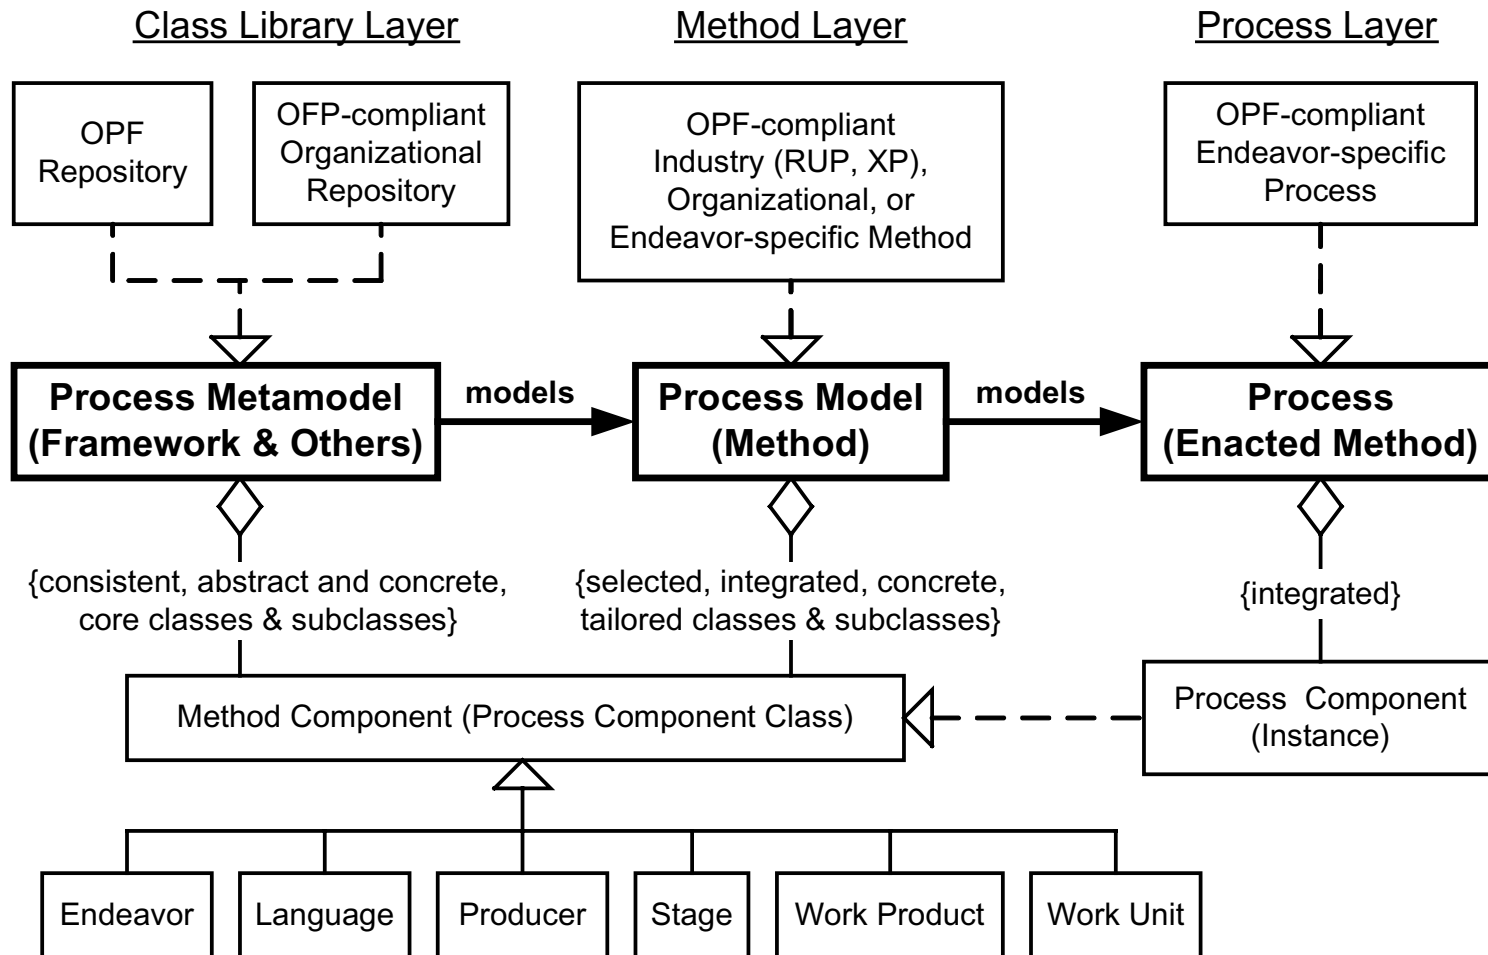 Class Library Layer
Method Layer
Process Layer
OPF
Repository
OFP-compliant
Organizational
Repository
OPF-compliant
Industry (RUP, XP),
Organizational, or
Endeavor-specific Method
OPF-compliant
Endeavor-specific
Process
Process Metamodel
(Framework & Others)
models
Process Model
(Method)
models
Process
(Enacted Method)
{consistent, abstract and concrete,
core classes & subclasses}
{selected, integrated, concrete,
tailored classes & subclasses}
{integrated}
Method Component (Process Component Class)
Process Component
(Instance)
Endeavor
Language
Producer
Stage
Work Product
Work Unit